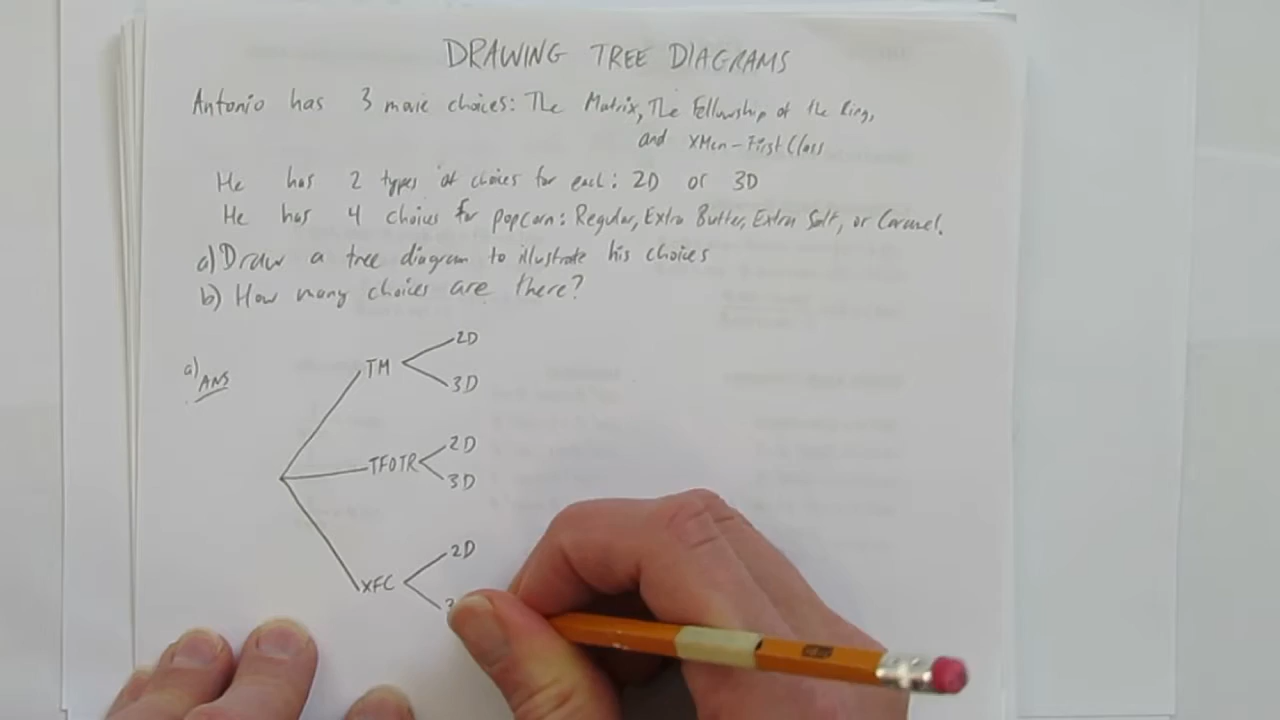 DRAWING TREE DIAGRAMS
Antonio has 3 movie choices: The Matrix, The Fellowship of the Ring,
and XMen-First Class
He has 2 types of choices for each: 2D or 3D
He has 4 choices for popcorn: Regular, Extra Butter, Extra Salt, or Caramel.
a) Draw a tree diagram to illustrate his choices
b) How many choices are there?
a) ANS
TM
2D
3D
TFOTR
2D
3D
XFC
2D